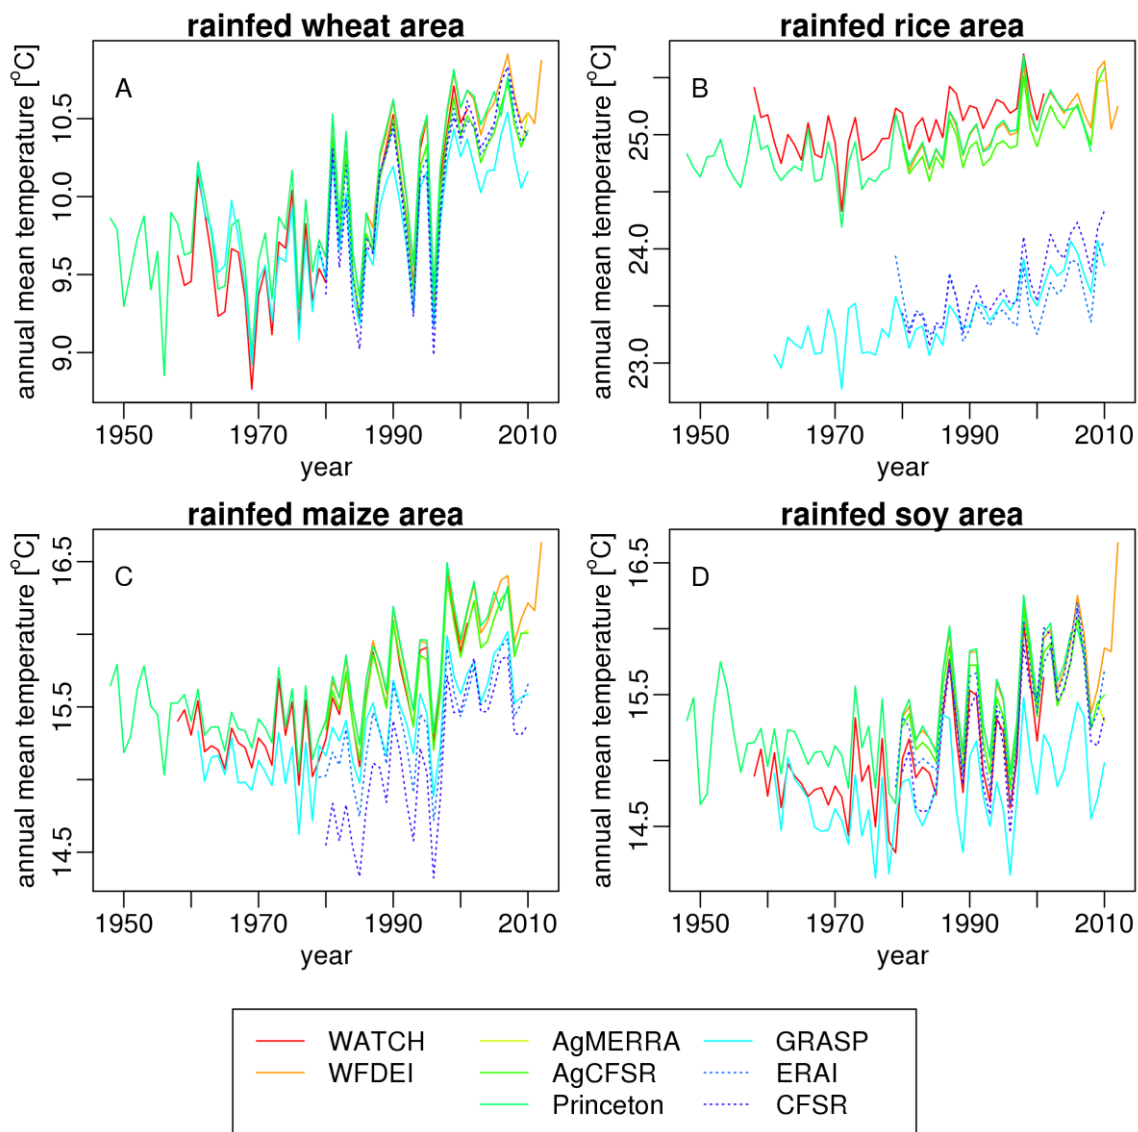 rainfed wheat area
A
annual mean temperature [°C]
9.0 9.5 10.0 10.5
1950 1970 1990 2010
year
rainfed rice area
B
annual mean temperature [°C]
23.0 24.0 25.0
1950 1970 1990 2010
year
rainfed maize area
C
annual mean temperature [°C]
14.5 15.5 16.5
1950 1970 1990 2010
year
rainfed soy area
D
annual mean temperature [°C]
14.5 15.5 16.5
1950 1970 1990 2010
year
WATCH AgMERRA GRASP
WFDEI AgCFSR ERAI
Princeton CFSR